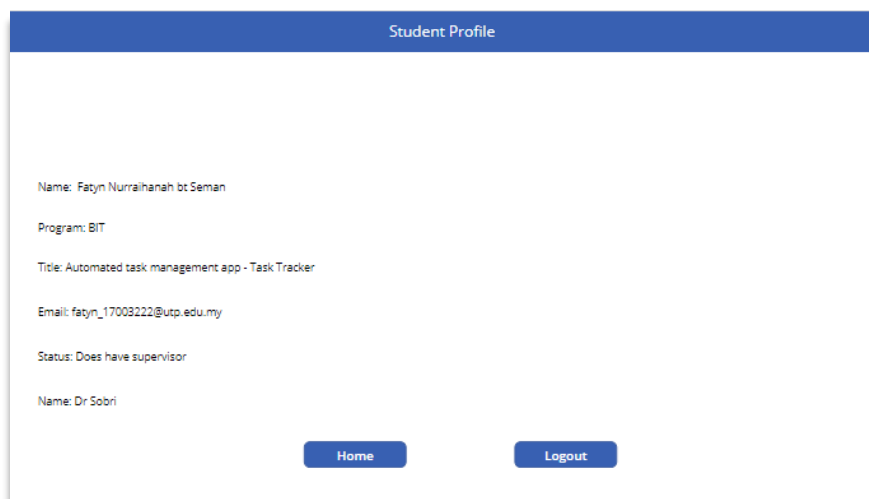 Student Profile
Name: Fatyn Nurraihanah bt Seman
Program: BIT
Title: Automated task management app - Task Tracker
Email: fatyn_17003222@utp.edu.my
Status: Does have supervisor
Name: Dr Sobri
Home Logout